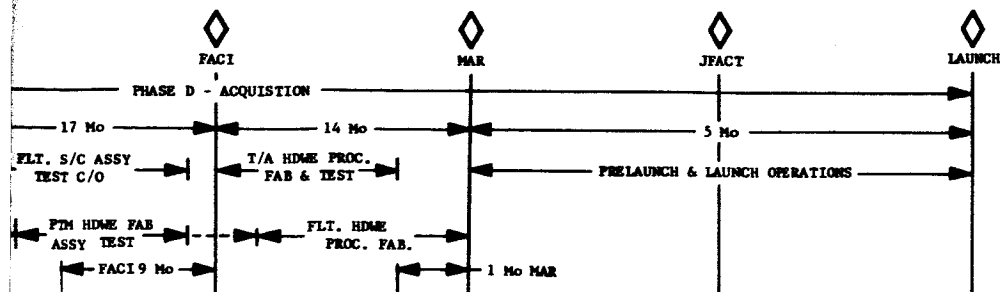 FACI MAR JFACT LAUNCH
PHASE D - ACQUISTION
17 Mo 14 Mo 5 Mo
FLT. S/C ASSY
TEST C/O
T/A HDWE PROC.
FAB & TEST
PRELAUNCH & LAUNCH OPERATIONS
PTM HDWE FAB
ASSY TEST
FLT. HDWE
PROC. FAB.
FACI 9 Mo
1 Mo MAR